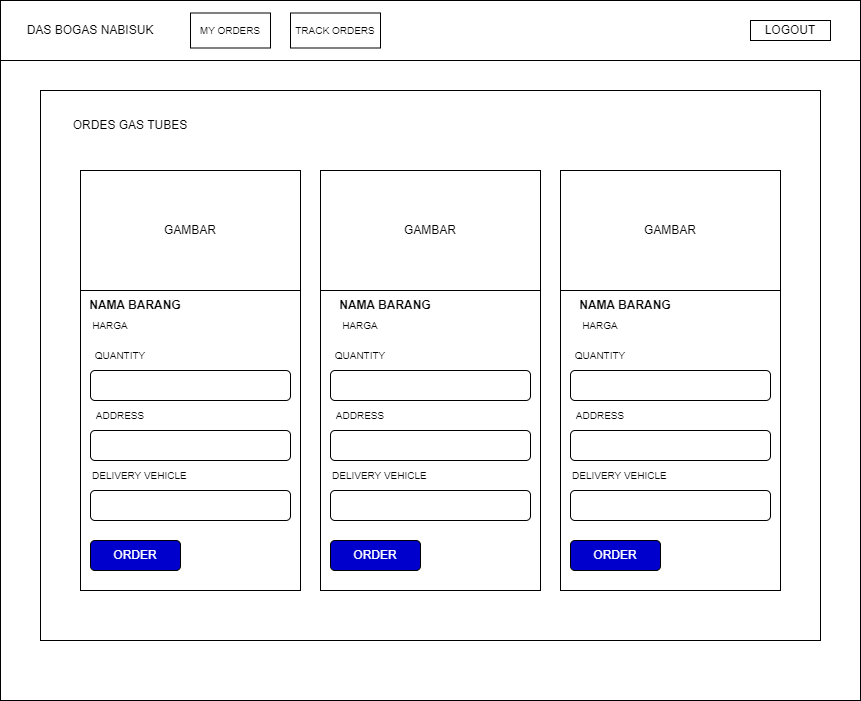 DAS BOGAS NABISUK
MY ORDERS
TRACK ORDERS
LOGOUT
ORDES GAS TUBES
GAMBAR
NAMA BARANG
HARGA
QUANTITY
ADDRESS
DELIVERY VEHICLE
ORDER
GAMBAR
NAMA BARANG
HARGA
QUANTITY
ADDRESS
DELIVERY VEHICLE
ORDER
GAMBAR
NAMA BARANG
HARGA
QUANTITY
ADDRESS
DELIVERY VEHICLE
ORDER